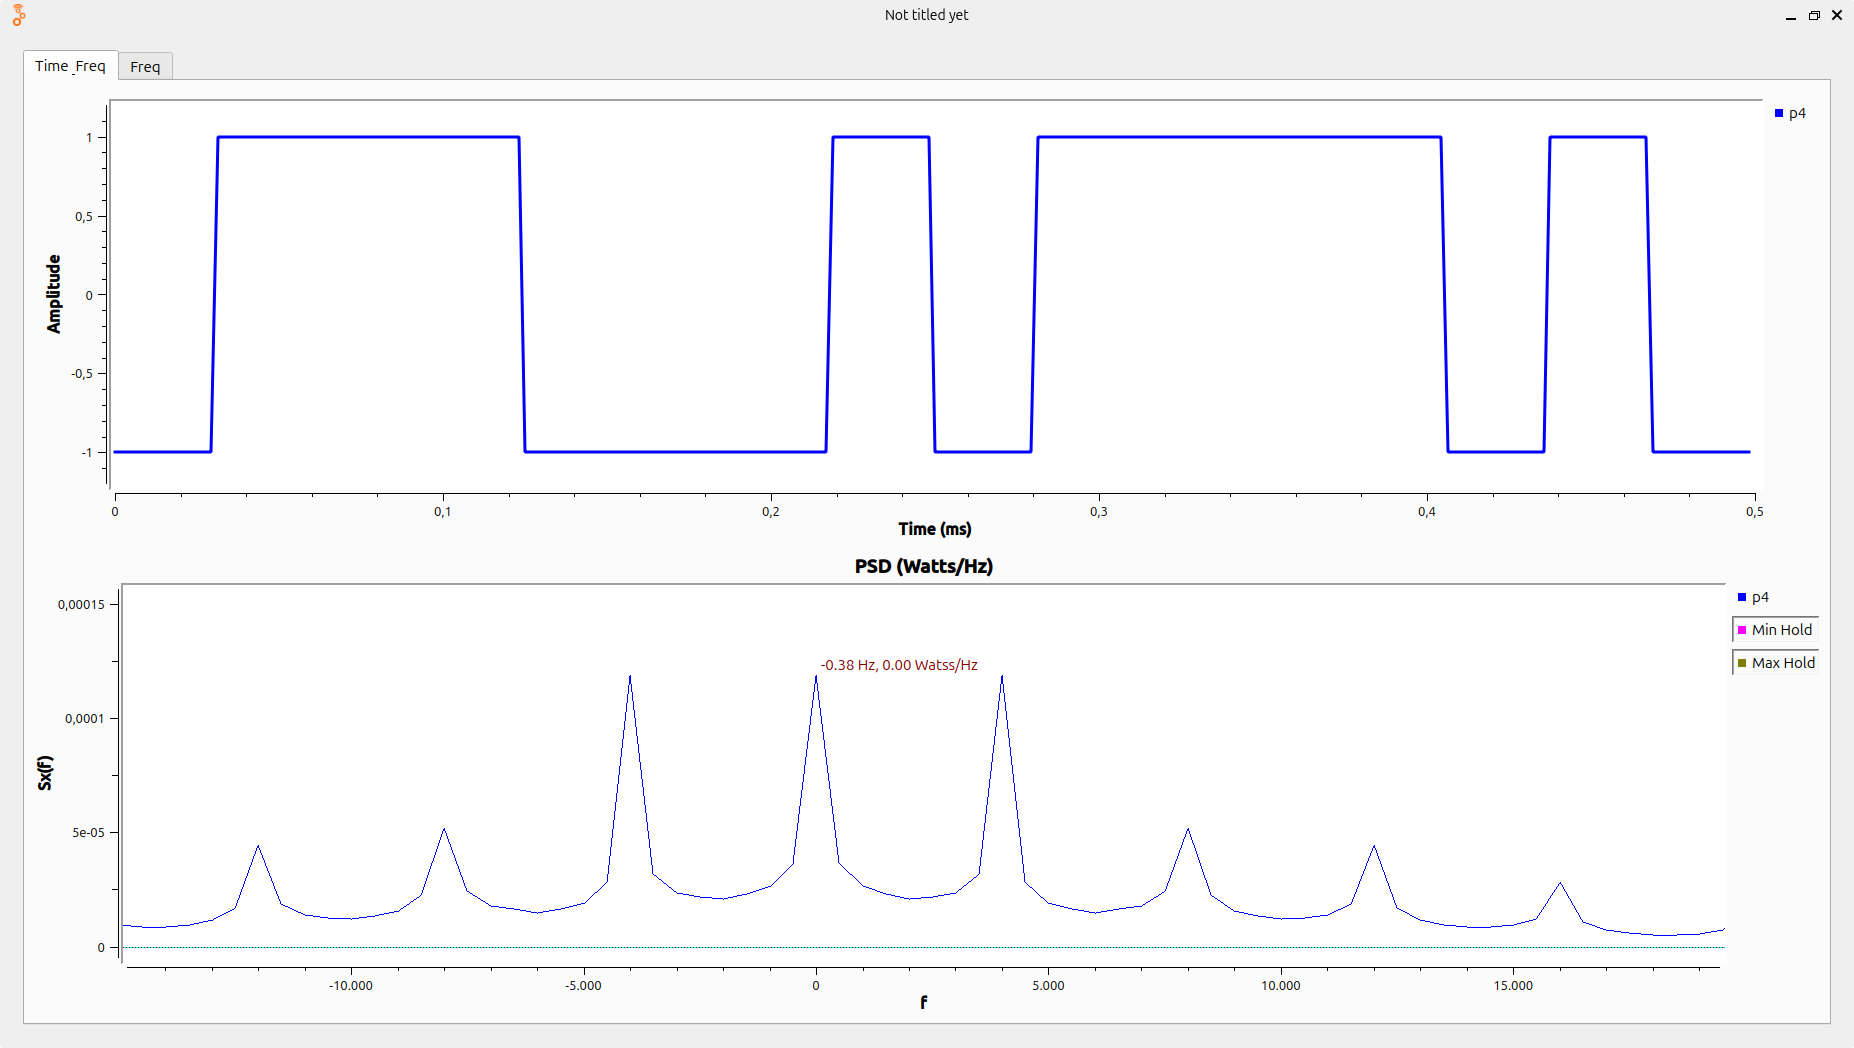 Not titled yet
Time_Freq
Freq
p4
1
0,5
0
-0,5
-1
Amplitude
0
0,1
0,2
0,3
0,4
0,5
Time (ms)
PSD (Watts/Hz)
p4
Min Hold
Max Hold
-0.38 Hz, 0.00 Watss/Hz
0,00015
0,0001
5e-05
0
Sx(f)
-10.000
-5.000
0
5.000
10.000
15.000
f